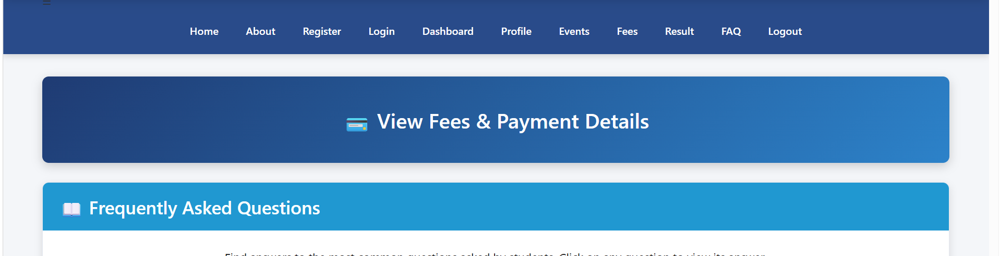 Home About Register Login Dashboard Profile Events Fees Result FAQ Logout
View Fees & Payment Details
Frequently Asked Questions
Find answers to the most common questions asked by students. Click on any question to view its answer.